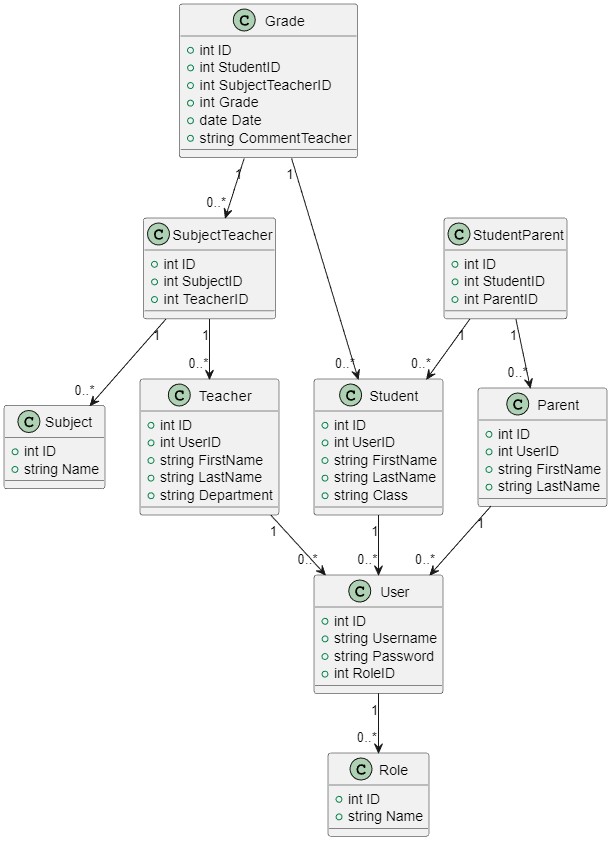 C Grade
int ID
int StudentID
int SubjectTeacherID
int Grade
date Date
string CommentTeacher
1
1
0..*
C SubjectTeacher
int ID
int SubjectID
int TeacherID
C StudentParent
int ID
int StudentID
int ParentID
1
1
1
1
0..*
0..*
0..*
0..*
0..*
C Subject
int ID
string Name
C Teacher
int ID
int UserID
string FirstName
string LastName
string Department
C Student
int ID
int UserID
string FirstName
string LastName
string Class
C Parent
int ID
int UserID
string FirstName
string LastName
1
1
1
0..*
0..*
0..*
C User
int ID
string Username
string Password
int RoleID
1
0..*
C Role
int ID
string Name